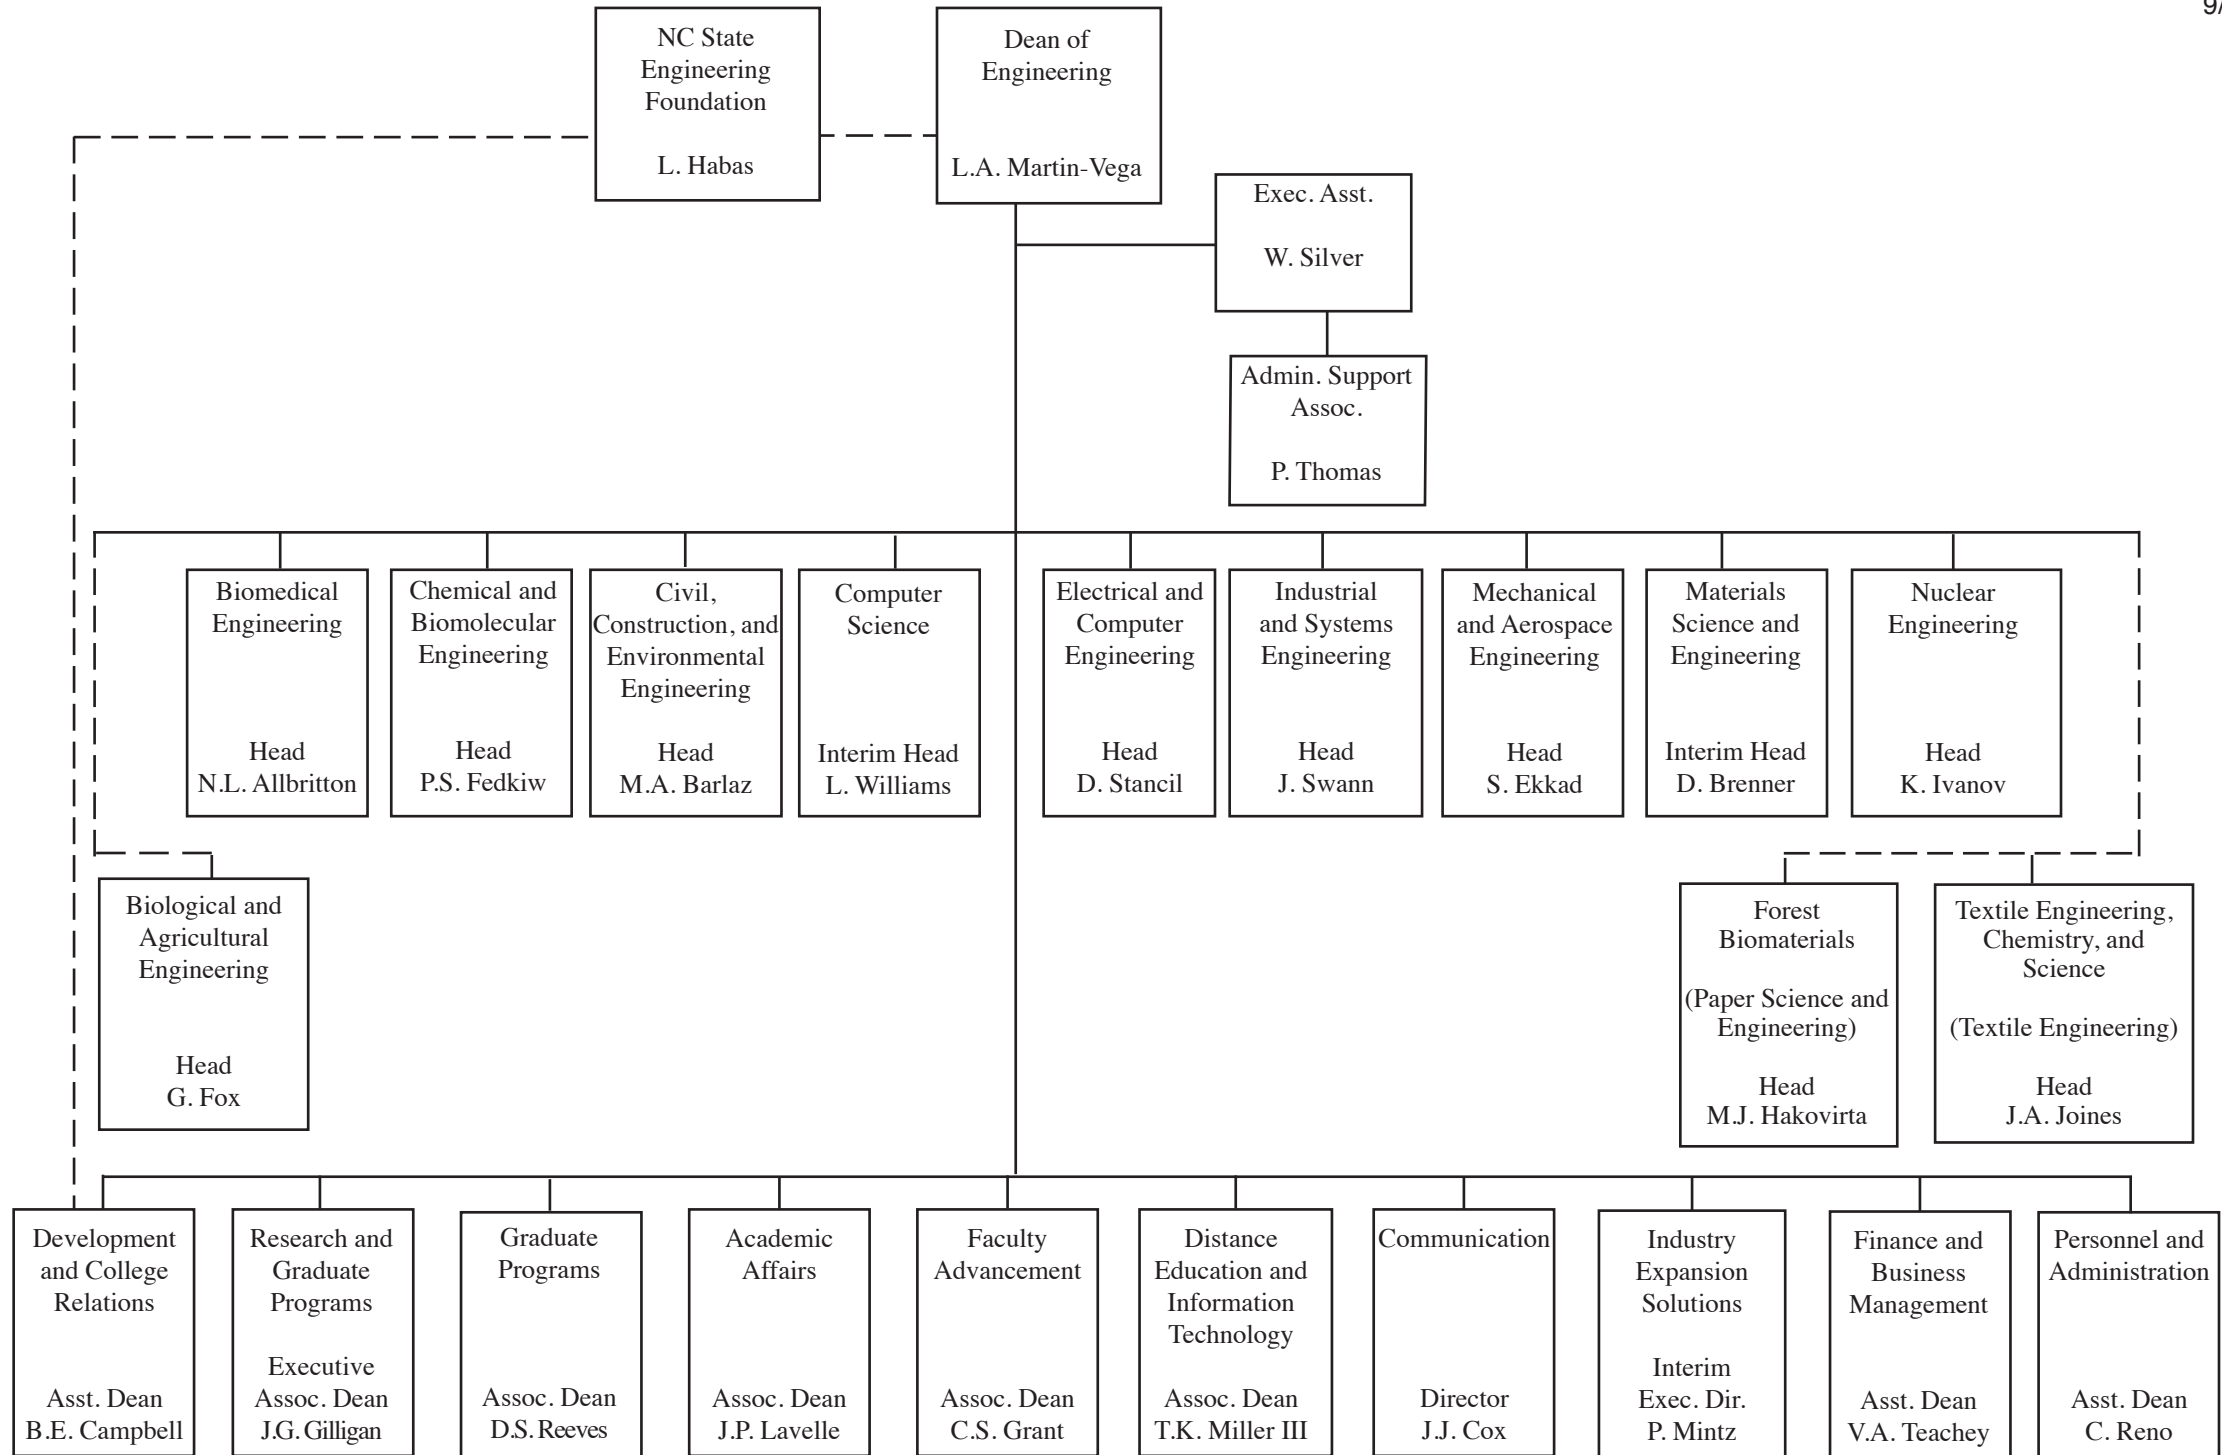 9/
NC State
Engineering
Foundation
L. Habas
Dean of
Engineering
L.A. Martin-Vega
Exec. Asst.
W. Silver
Admin. Support
Assoc.
P. Thomas
Biomedical
Engineering
Head
N.L. Allbritton
Chemical and
Biomolecular
Engineering
Head
P.S. Fedkiw
Civil,
Construction, and
Environmental
Engineering
Head
M.A. Barlaz
Computer
Science
Interim Head
L. Williams
Electrical and
Computer
Engineering
Head
D. Stancil
Industrial
and Systems
Engineering
Head
J. Swann
Mechanical
and Aerospace
Engineering
Head
S. Ekkad
Materials
Science and
Engineering
Interim Head
D. Brenner
Nuclear
Engineering
Head
K. Ivanov
Biological and
Agricultural
Engineering
Head
G. Fox
Forest
Biomaterials
(Paper Science and
Engineering)
Head
M.J. Hakovirta
Textile Engineering,
Chemistry, and
Science
(Textile Engineering)
Head
J.A. Joines
Development
and College
Relations
Asst. Dean
B.E. Campbell
Research and
Graduate
Programs
Executive
Assoc. Dean
J.G. Gilligan
Graduate
Programs
Assoc. Dean
D.S. Reeves
Academic
Affairs
Assoc. Dean
J.P. Lavelle
Faculty
Advancement
Assoc. Dean
C.S. Grant
Distance
Education and
Information
Technology
Assoc. Dean
T.K. Miller III
Communication
Director
J.J. Cox
Industry
Expansion
Solutions
Interim
Exec. Dir.
P. Mintz
Finance and
Business
Management
Asst. Dean
V.A. Teachey
Personnel and
Administration
Asst. Dean
C. Reno